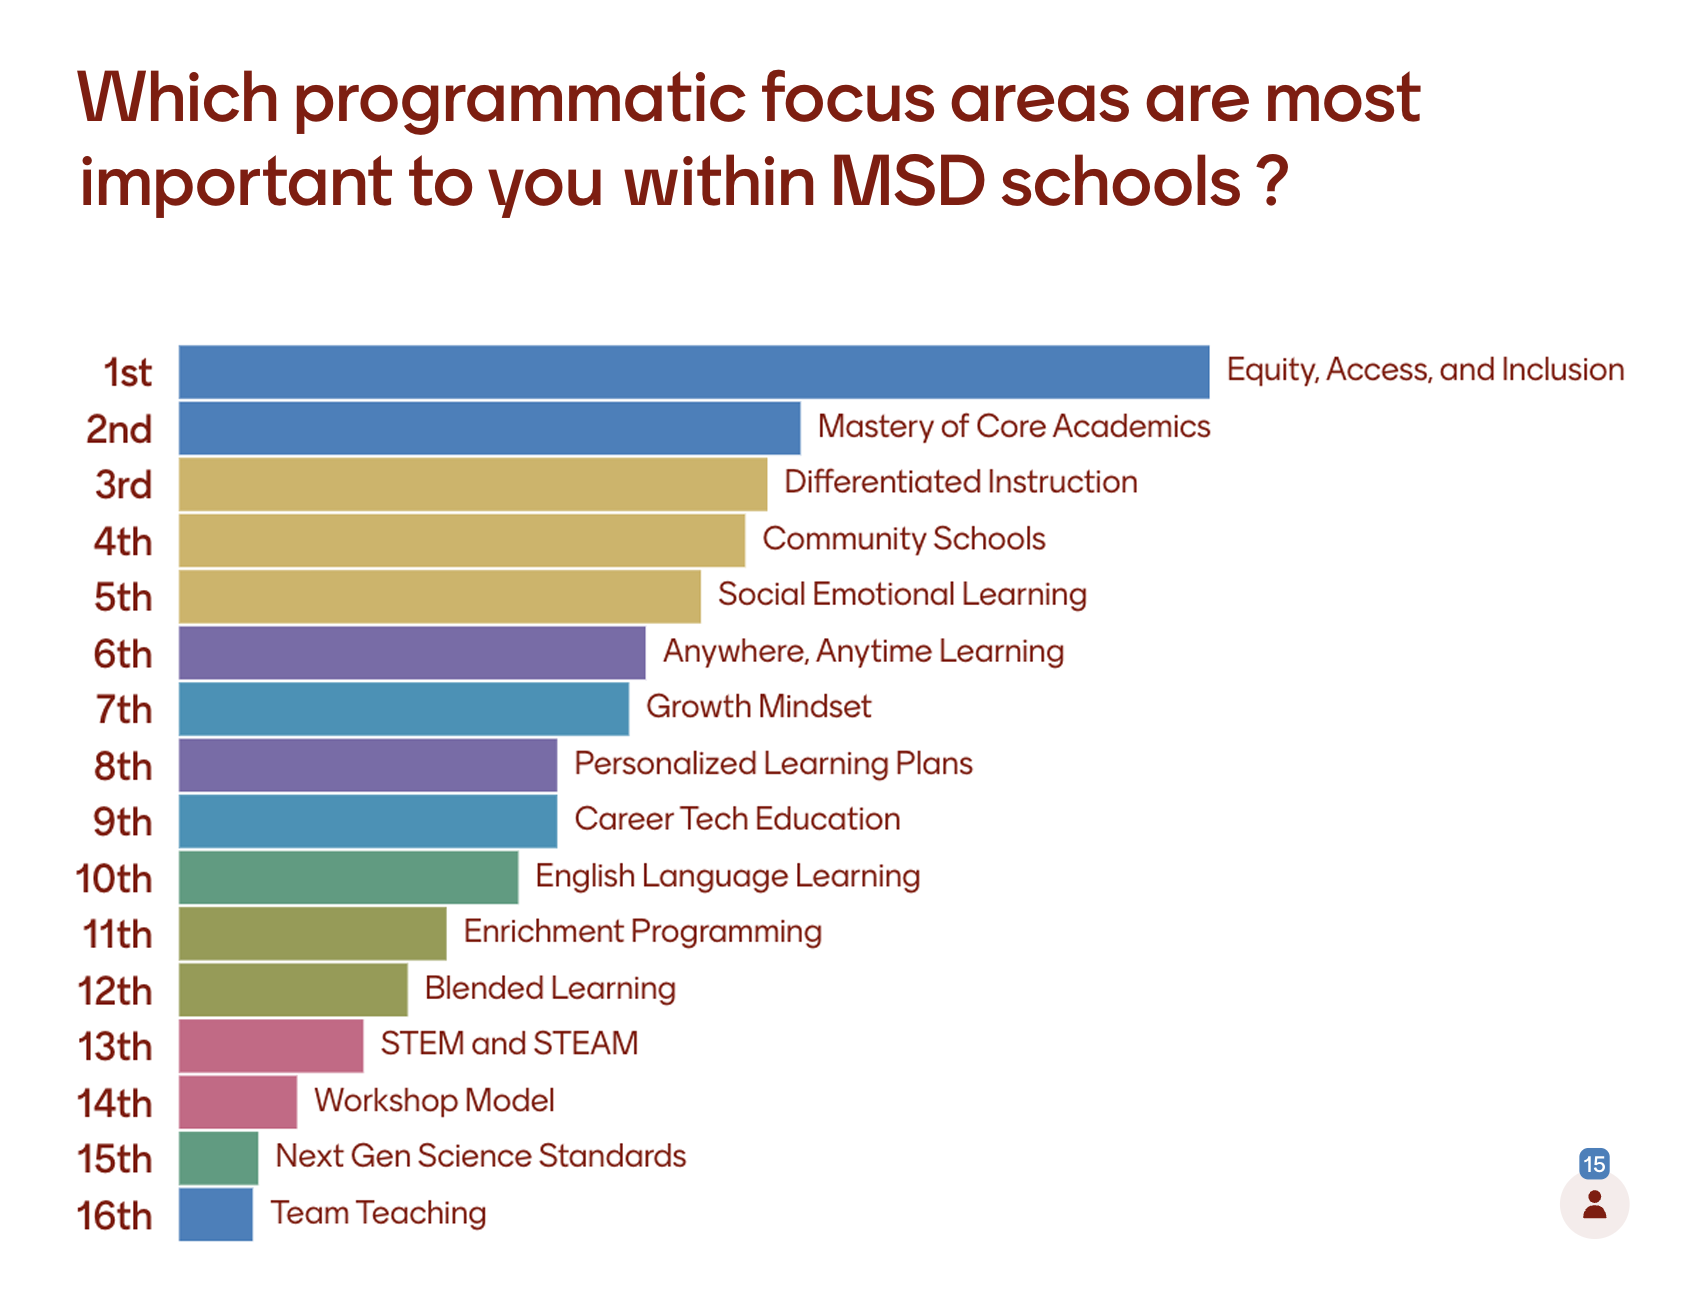 Which programmatic focus areas are most
important to you within MSD schools ?
1st Equity, Access, and Inclusion
2nd Mastery of Core Academics
3rd Differentiated Instruction
4th Community Schools
5th Social Emotional Learning
6th Anywhere, Anytime Learning
7th Growth Mindset
8th Personalized Learning Plans
9th Career Tech Education
10th English Language Learning
11th Enrichment Programming
12th Blended Learning
13th STEM and STEAM
14th Workshop Model
15th Next Gen Science Standards
16th Team Teaching
15